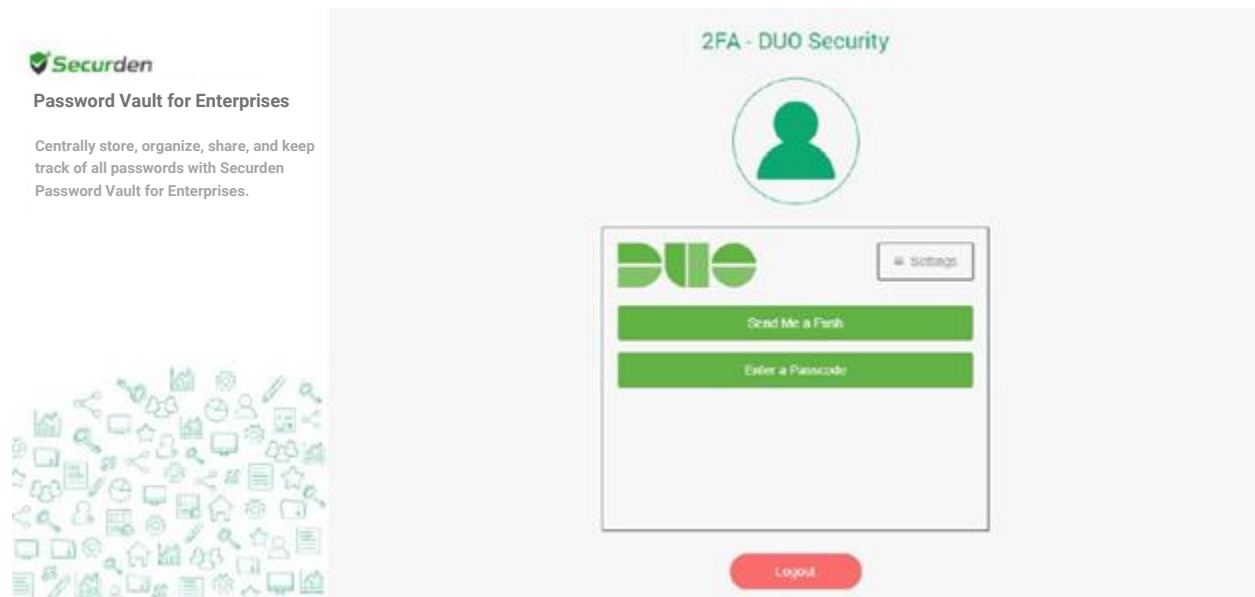 Securden
Password Vault for Enterprises
Centrally store, organize, share, and keep
track of all passwords with Securden
Password Vault for Enterprises.
2FA - DUO Security
DUO
Settings
Send Me a Push
Enter a Passcode
Logout